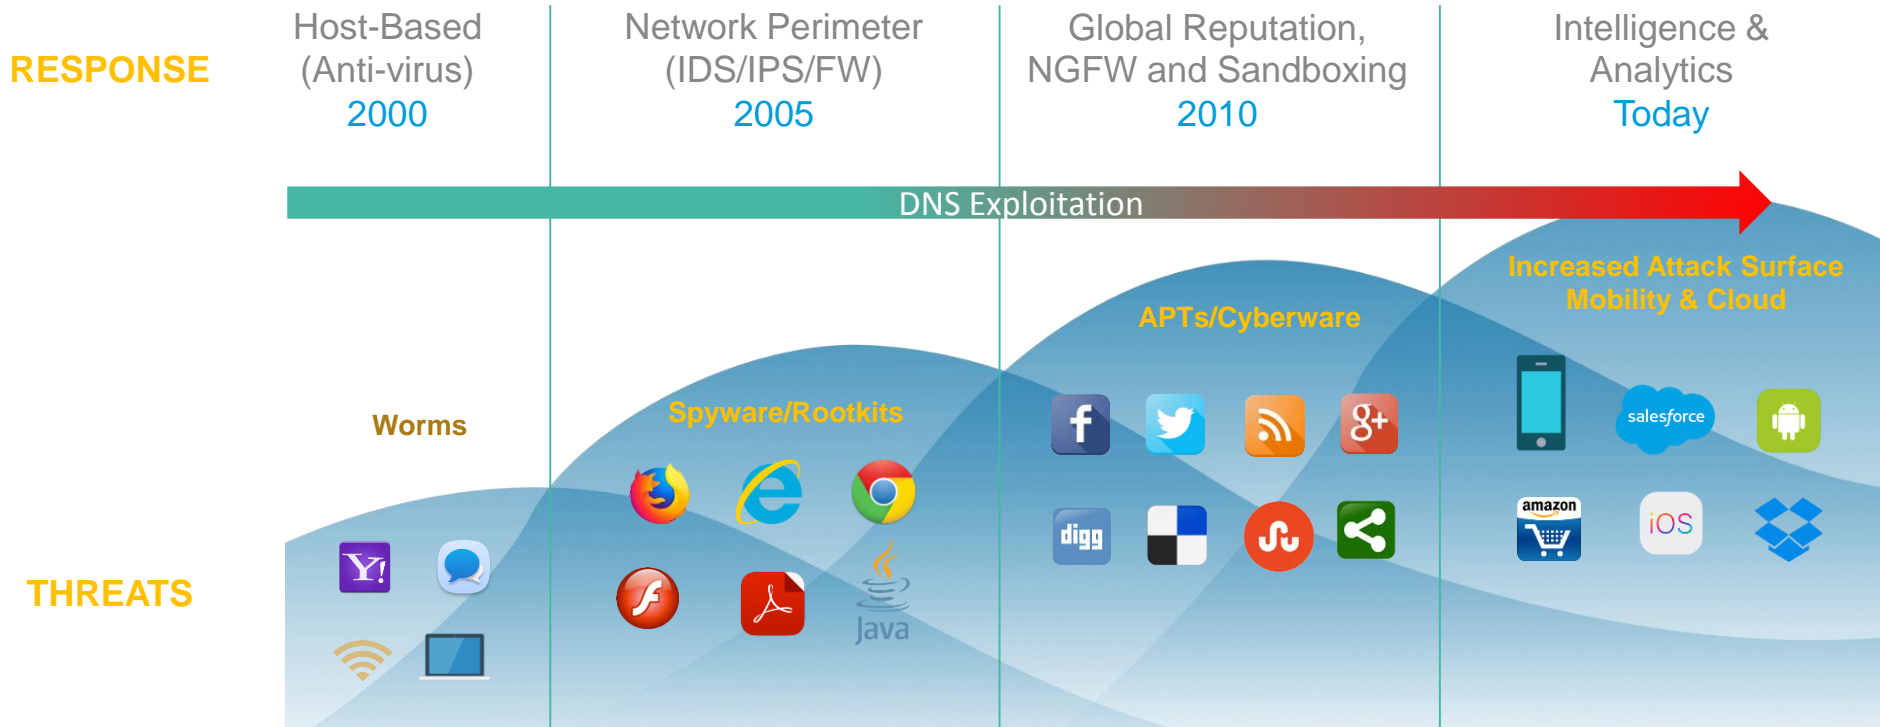 RESPONSE
Host-Based
(Anti-virus)
2000
Network Perimeter
(IDS/IPS/FW)
2005
Global Reputation,
NGFW and Sandboxing
2010
Intelligence &
Analytics
Today
DNS Exploitation
THREATS
Worms
Y!
Spyware/Rootkits
Java
APTs/Cyberware
f
g+
digg
Increased Attack Surface
Mobility & Cloud
salesforce
amazon
iOS